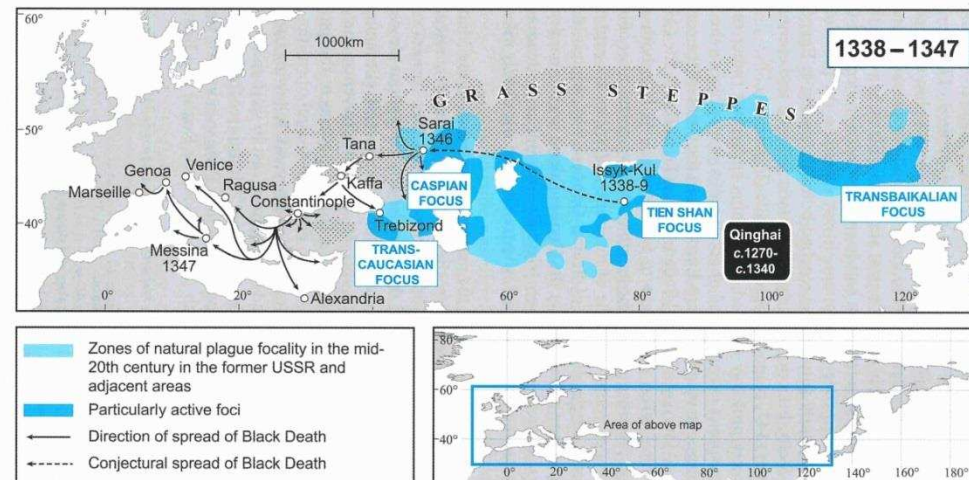 60°
50°
40°
1000km
1338 – 1347
GRASS STEPPES
Sarai
1346
Tana
Kaffa
Genoa
Venice
Marseille
Ragusa
Constantinople
Trebizond
Messina
1347
Alexandria
CASPIAN
FOCUS
TRANS-
CAUCASIAN
FOCUS
Issyk-Kul
1338-9
TIEN SHAN
FOCUS
TRANSBAIKALIAN
FOCUS
Qinghai
c.1270-
c.1340
0°
20°
40°
60°
80°
100°
120°
Zones of natural plague focality in the mid-
20th century in the former USSR and
adjacent areas
Particularly active foci
Direction of spread of Black Death
Conjectural spread of Black Death
80°
60°
40°
Area of above map
0°
20°
40°
60°
80°
100°
120°
140°
160°
180°